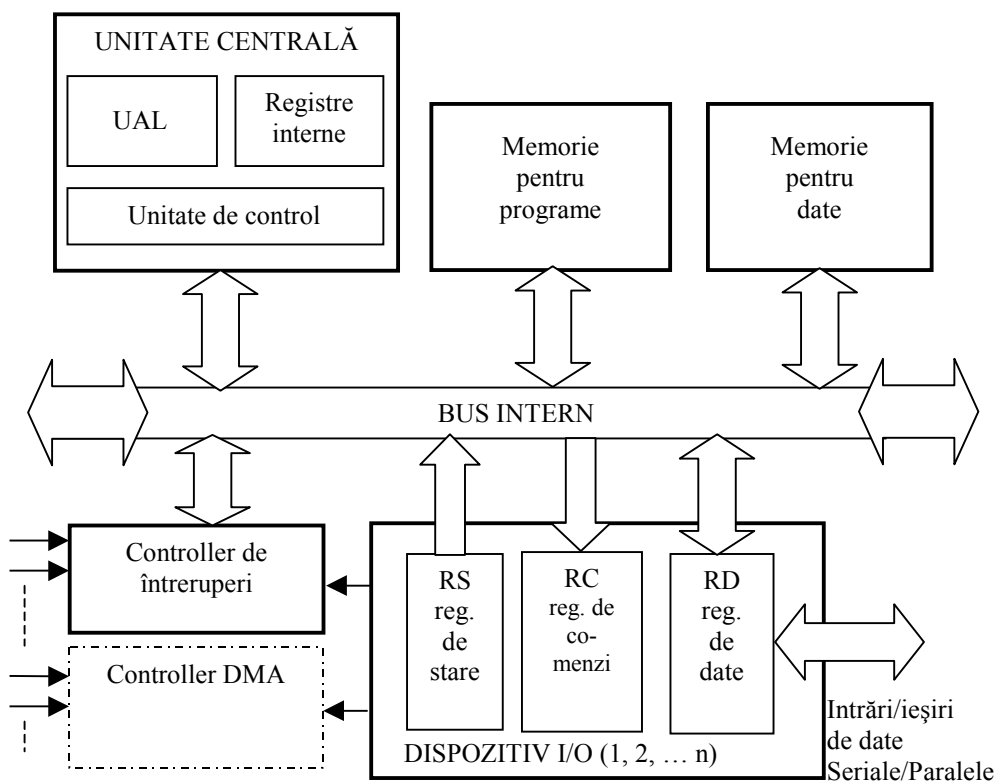 UNITATE CENTRALĂ
UAL
Registre
interne
Unitate de control
Memorie
pentru
programe
Memorie
pentru
date
BUS INTERN
Controller de
întreruperi
Controller DMA
RS
reg.
de
stare
RC
reg. de
co-
menzi
RD
reg.
de
date
DISPOZITIV I/O (1, 2, … n)
Intrări/ieşiri
de date
Seriale/Paralele